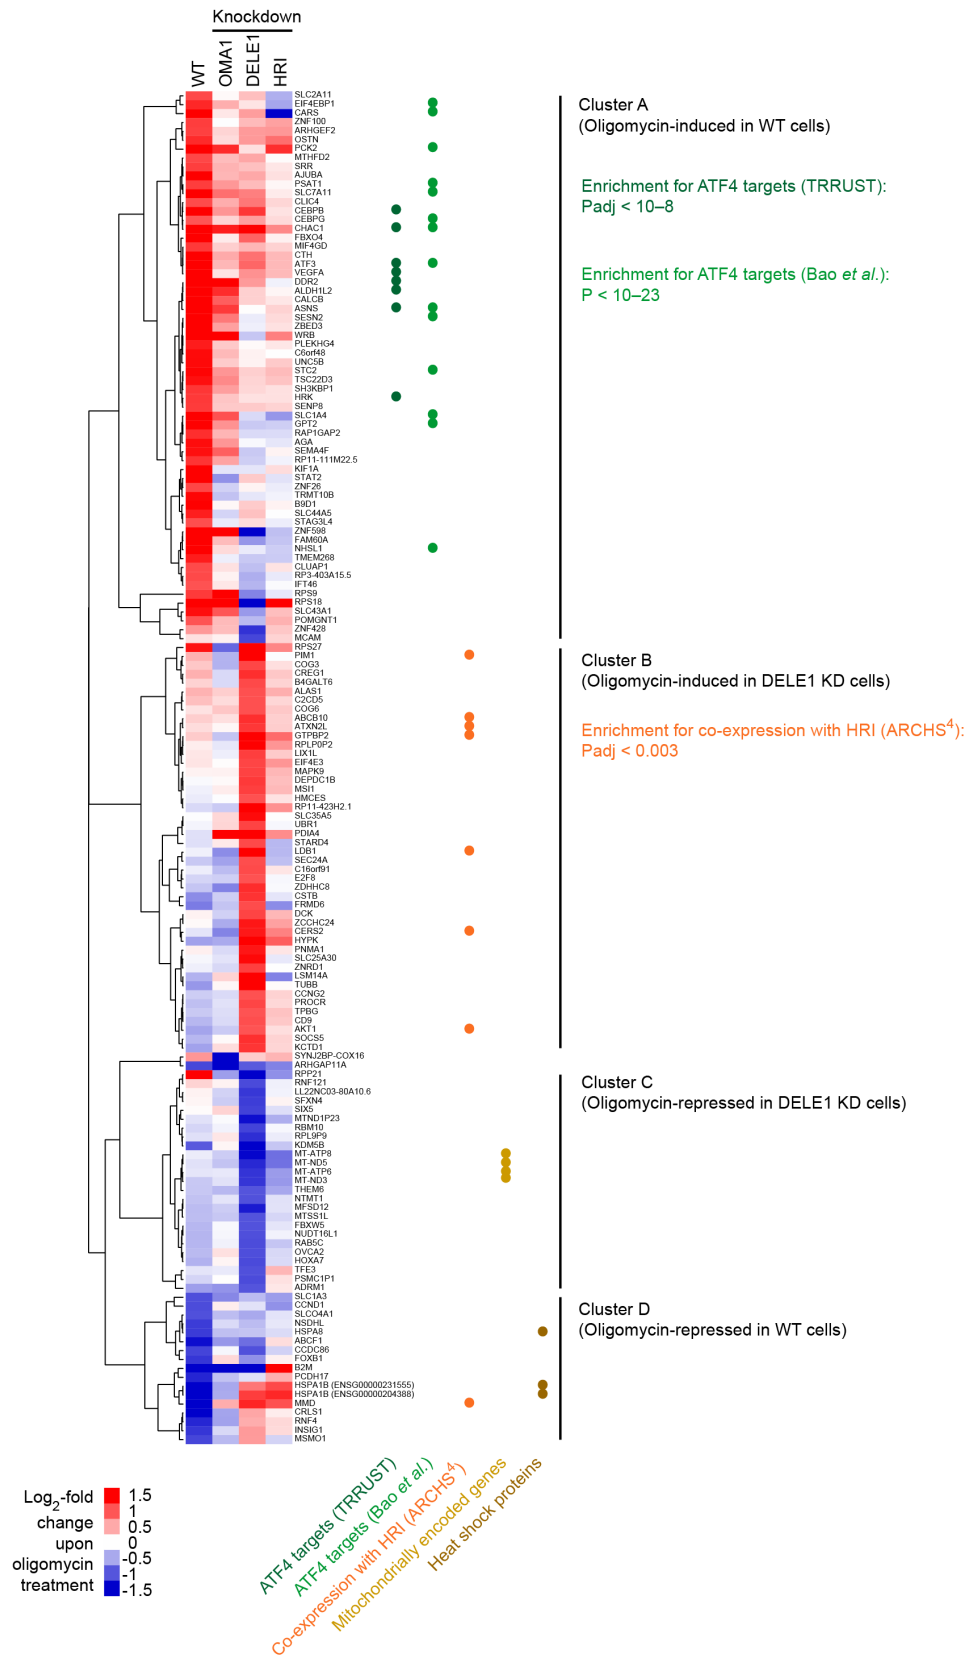 Knockdown
WT
OMA1
DELE1
HRI
SLC2A11
EIF4EBP1
CARS
ZNF100
ARHGEF2
OSTN
PCK2
MTHFD2
SRR
AJUBA
PSAT1
SLC7A11
CLIC4
CEBPB
CEBPG
CHAC1
FBXO4
MIF4GD
CTH
ATF3
VEGFA
DDR2
ALDH1L2
CALCB
ASNS
SESN2
ZBED3
WRB
PLEKHG4
C6orf48
UNC5B
STC2
TSC22D3
SH3KBP1
HRK
SENP8
SLC1A4
GPT2
RAP1GAP2
AGA
SEMA4F
RP11-111M22.5
KIF1A
STAT2
ZNF26
TRMT10B
B9D1
SLC44A5
STAG3L4
ZNF598
FAM60A
NHSL1
TMEM268
CLUAP1
RP3-403A15.5
IFT46
RPS9
RPS18
SLC43A1
POMGNT1
ZNF428
MCAM
RPS27
PIM1
COG3
CREG1
B4GALT6
ALAS1
C2CD5
COG6
ABCB10
ATXN2L
GTPBP2
RPLP0P2
LIX1L
EIF4E3
MAPK9
DEPDC1B
MSI1
HMCES
RP11-423H2.1
SLC35A5
UBR1
PDIA4
STARD4
LDB1
SEC24A
C16orf91
E2F8
ZDHHC8
CSTB
FRMD6
DCK
ZCCHC24
CERS2
HYPK
PNMA1
SLC25A30
ZNRD1
LSM14A
TUBB
CCNG2
PROCR
TPBG
CD9
AKT1
SOCS5
KCTD1
SYNJ2BP-COX16
ARHGAP11A
RPP21
RNF121
LL22NC03-80A10.6
SFXN4
SIX5
MTND1P23
RBM10
RPL9P9
KDM5B
MT-ATP8
MT-ND5
MT-ATP6
MT-ND3
THEM6
NTMT1
MFSD12
MTSS1L
FBXW5
NUDT16L1
RAB5C
OVCA2
HOXA7
TFE3
PSMC1P1
ADRM1
SLC1A3
CCND1
SLCO4A1
NSDHL
HSPA8
ABCF1
CCDC86
FOXB1
B2M
PCDH17
HSPA1B (ENSG00000231555)
HSPA1B (ENSG00000204388)
MMD
CRLS1
RNF4
INSIG1
MSMO1
Cluster A
(Oligomycin-induced in WT cells)
Enrichment for ATF4 targets (TRRUST):
Padj < 10–8
Enrichment for ATF4 targets (Bao et al.):
P < 10–23
Cluster B
(Oligomycin-induced in DELE1 KD cells)
Enrichment for co-expression with HRI (ARCHS4):
Padj < 0.003
Cluster C
(Oligomycin-repressed in DELE1 KD cells)
Cluster D
(Oligomycin-repressed in WT cells)
ATF4 targets (TRRUST)
ATF4 targets (Bao et al.)
Co-expression with HRI (ARCHS4)
Mitochondrially encoded genes
Heat shock proteins
Log2-fold
change
upon
oligomycin
treatment
1.5
1
0.5
0
-0.5
-1
-1.5